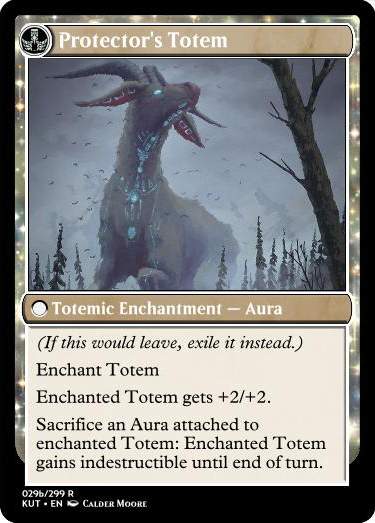 Protector's Totem
Totemic Enchantment — Aura
(If this would leave, exile it instead.)
Enchant Totem
Enchanted Totem gets +2/+2.
Sacrifice an Aura attached to
enchanted Totem: Enchanted Totem
gains indestructible until end of turn.
029b/299 R
KUT • EN Calder Moore